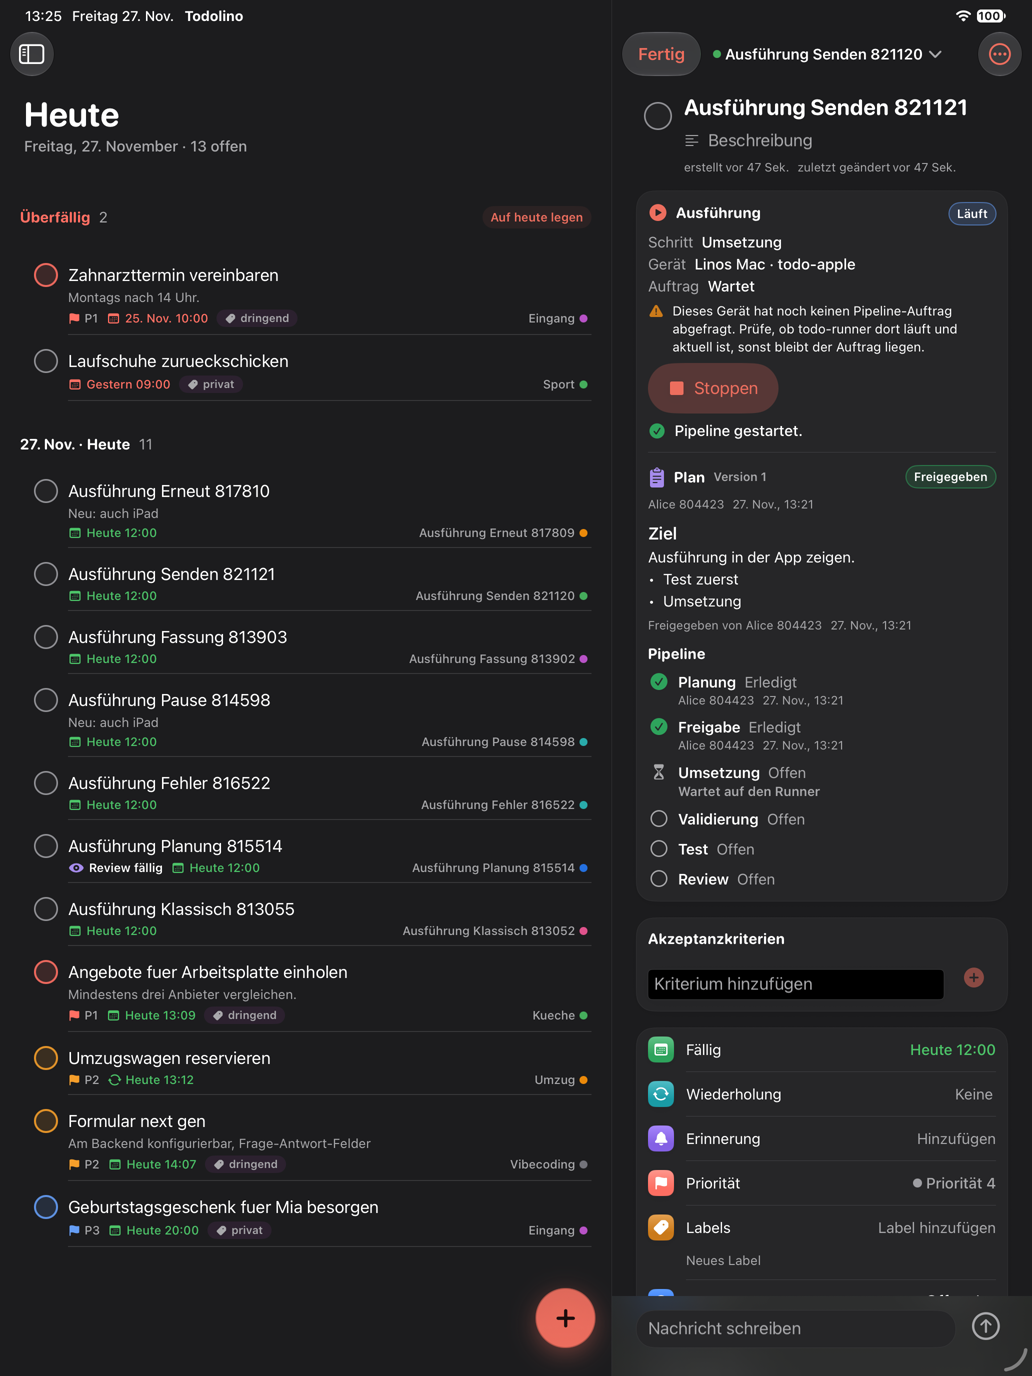 13:25 Freitag 27. Nov. Todolino
100
Heute
Freitag, 27. November · 13 offen
Überfällig 2
Auf heute legen
Zahnarzttermin vereinbaren
Montags nach 14 Uhr.
P1 25. Nov. 10:00 dringend Eingang
Laufschuhe zurueckschicken
Gestern 09:00 privat Sport
27. Nov. · Heute 11
Ausführung Erneut 817810
Neu: auch iPad
Heute 12:00 Ausführung Erneut 817809
Ausführung Senden 821121
Heute 12:00 Ausführung Senden 821120
Ausführung Fassung 813903
Heute 12:00 Ausführung Fassung 813902
Ausführung Pause 814598
Neu: auch iPad
Heute 12:00 Ausführung Pause 814598
Ausführung Fehler 816522
Heute 12:00 Ausführung Fehler 816522
Ausführung Planung 815514
Review fällig Heute 12:00 Ausführung Planung 815514
Ausführung Klassisch 813055
Heute 12:00 Ausführung Klassisch 813052
Angebote fuer Arbeitsplatte einholen
Mindestens drei Anbieter vergleichen.
P1 Heute 13:09 dringend Kueche
Umzugswagen reservieren
P2 Heute 13:12 Umzug
Formular next gen
Am Backend konfigurierbar, Frage-Antwort-Felder
P2 Heute 14:07 dringend Vibecoding
Geburtstagsgeschenk fuer Mia besorgen
P3 Heute 20:00 privat Eingang
Fertig
Ausführung Senden 821120
Ausführung Senden 821121
Beschreibung
erstellt vor 47 Sek. zuletzt geändert vor 47 Sek.
Ausführung Läuft
Schritt Umsetzung
Gerät Linos Mac · todo-apple
Auftrag Wartet
Dieses Gerät hat noch keinen Pipeline-Auftrag
abgefragt. Prüfe, ob todo-runner dort läuft und
aktuell ist, sonst bleibt der Auftrag liegen.
Stoppen
Pipeline gestartet.
Plan Version 1 Freigegeben
Alice 804423 27. Nov., 13:21
Ziel
Ausführung in der App zeigen.
• Test zuerst
• Umsetzung
Freigegeben von Alice 804423 27. Nov., 13:21
Pipeline
Planung Erledigt
Alice 804423 27. Nov., 13:21
Freigabe Erledigt
Alice 804423 27. Nov., 13:21
Umsetzung Offen
Wartet auf den Runner
Validierung Offen
Test Offen
Review Offen
Akzeptanzkriterien
Kriterium hinzufügen
Fällig Heute 12:00
Wiederholung Keine
Erinnerung Hinzufügen
Priorität Priorität 4
Labels Label hinzufügen
Neues Label
Nachricht schreiben